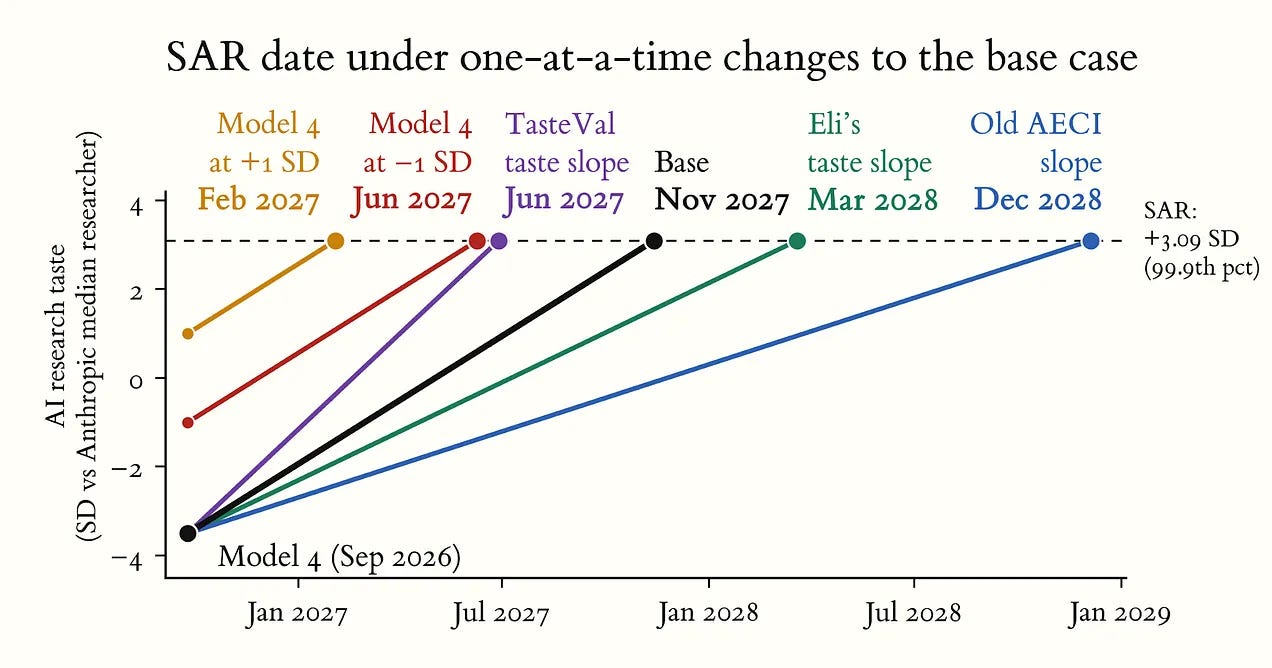 SAR date under one-at-a-time changes to the base case
Model 4
at +1 SD
Feb 2027
Model 4
at −1 SD
Jun 2027
TasteVal
taste slope
Jun 2027
Base
Nov 2027
Eli's
taste slope
Mar 2028
Old AECI
slope
Dec 2028
SAR:
+3.09 SD
(99.9th pct)
AI research taste
(SD vs Anthropic median researcher)
4
2
0
−2
−4
Model 4 (Sep 2026)
Jan 2027
Jul 2027
Jan 2028
Jul 2028
Jan 2029